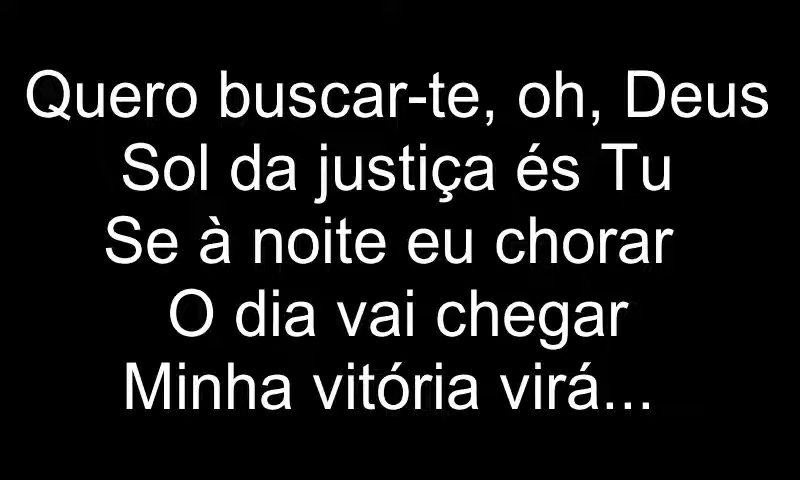 Quero buscar-te, oh, Deus
Sol da justiça és Tu
Se à noite eu chorar
O dia vai chegar
Minha vitória virá...